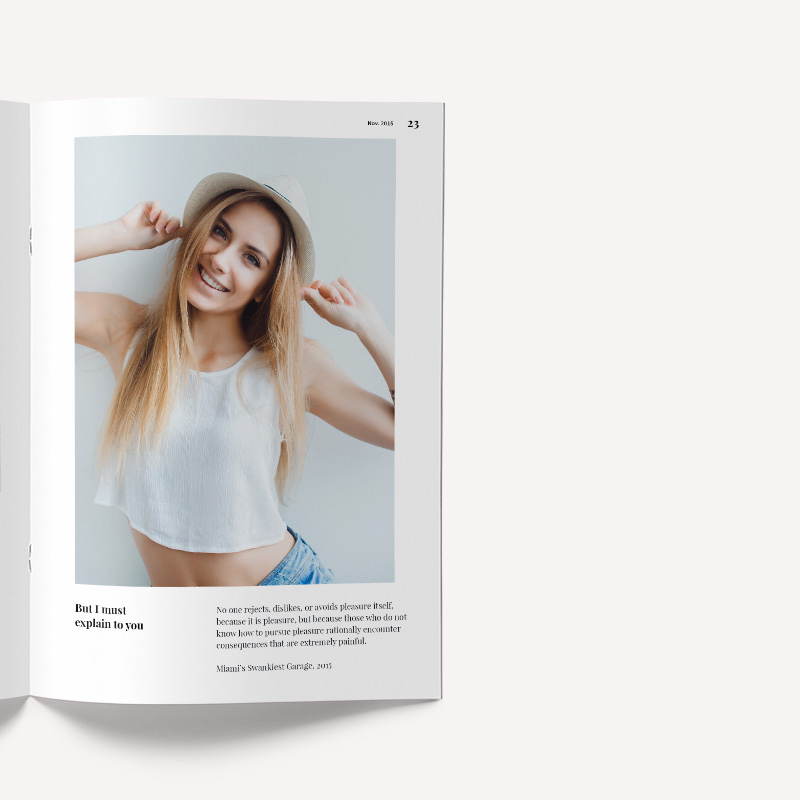 Nov. 2015 23
But I must
explain to you
No one rejects, dislikes, or avoids pleasure itself,
because it is pleasure, but because those who do not
know how to pursue pleasure rationally encounter
consequences that are extremely painful.
Miami's Swankiest Garage, 2015